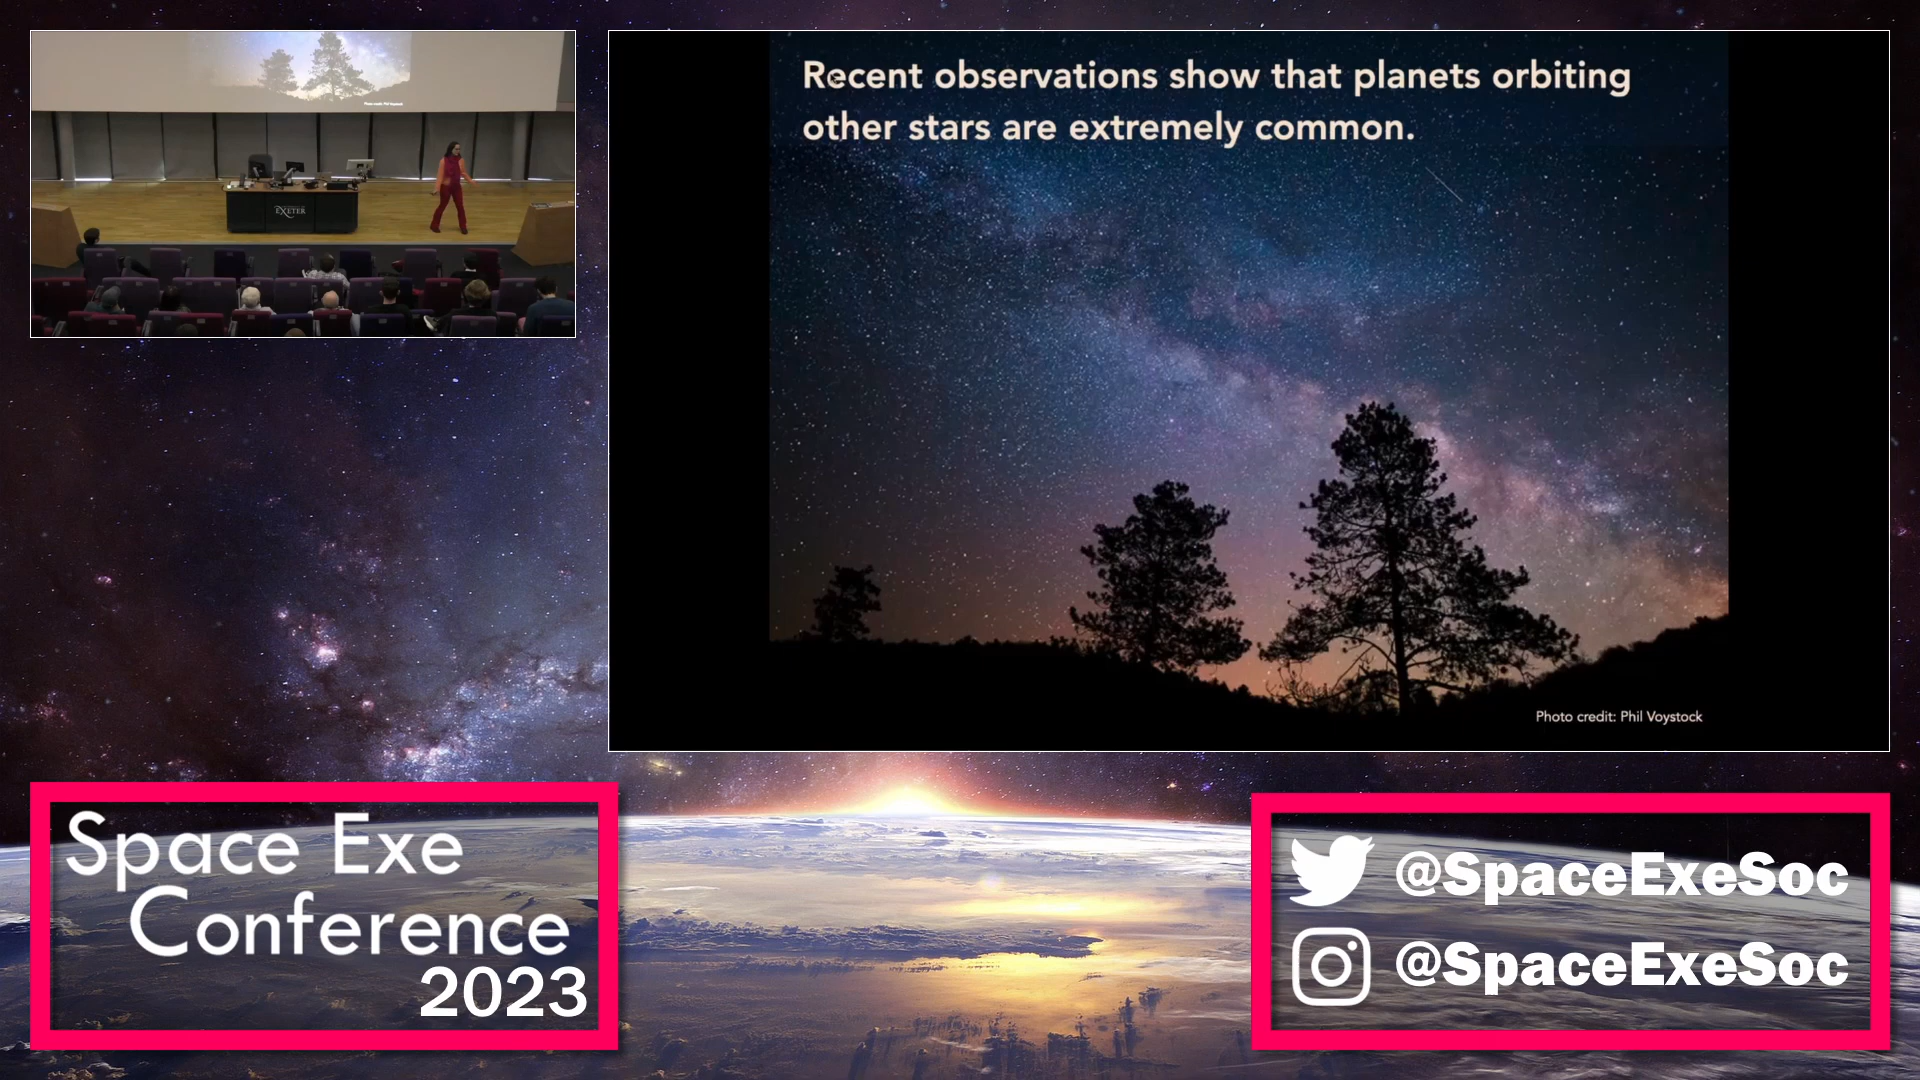 Recent observations show that planets orbiting
other stars are extremely common.
Photo credit: Phil Voystock
EXETER
Space Exe
Conference
2023
@SpaceExeSoc
@SpaceExeSoc